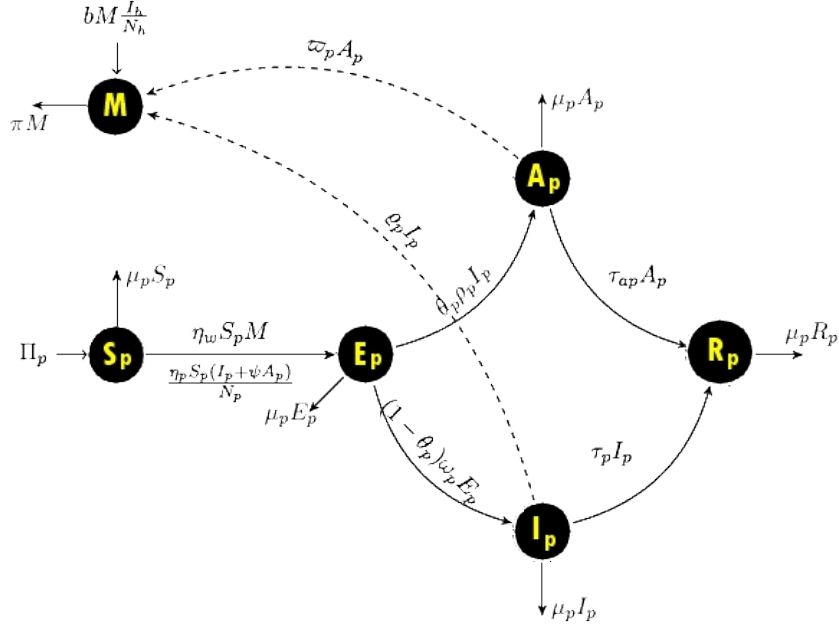 bM I_h/N_h
ϖ_p A_p
M
μ_p A_p
πM
A_p
ϱ_p I_p
μ_p S_p
θ_p ρ_p I_p
τ_{ap} A_p
η_w S_p M
μ_p R_p
Π_p
S_p
E_p
R_p
η_p S_p(I_p+ψA_p)/N_p
μ_p E_p
(1 − θ_p)ω_p E_p
τ_p I_p
I_p
μ_p I_p